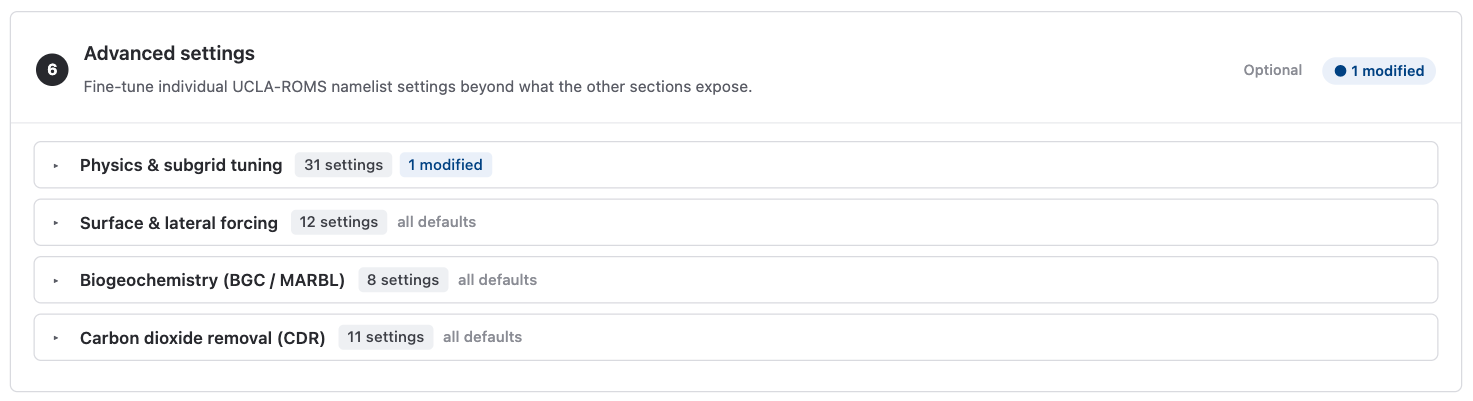 6
Advanced settings
Fine-tune individual UCLA-ROMS namelist settings beyond what the other sections expose.
Optional
1 modified
Physics & subgrid tuning 31 settings 1 modified
Surface & lateral forcing 12 settings all defaults
Biogeochemistry (BGC / MARBL) 8 settings all defaults
Carbon dioxide removal (CDR) 11 settings all defaults